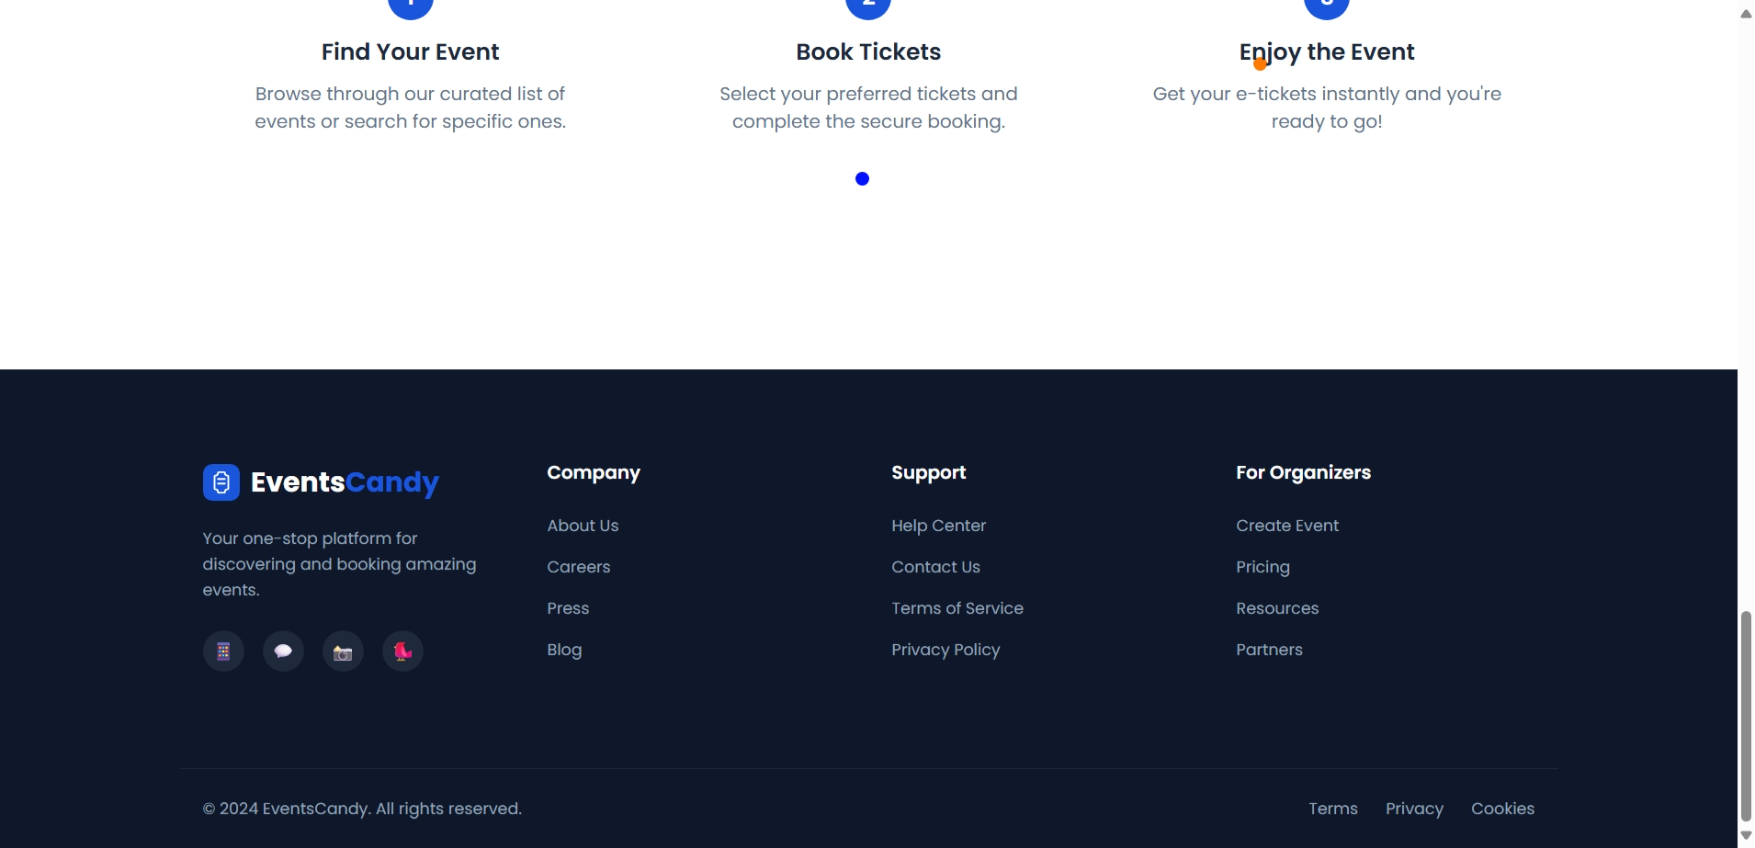 Find Your Event
Browse through our curated list of
events or search for specific ones.
2
Book Tickets
Select your preferred tickets and
complete the secure booking.
3
Enjoy the Event
Get your e-tickets instantly and you're
ready to go!
EventsCandy
Your one-stop platform for
discovering and booking amazing
events.
Company
About Us
Careers
Press
Blog
Support
Help Center
Contact Us
Terms of Service
Privacy Policy
For Organizers
Create Event
Pricing
Resources
Partners
© 2024 EventsCandy. All rights reserved.
Terms
Privacy
Cookies